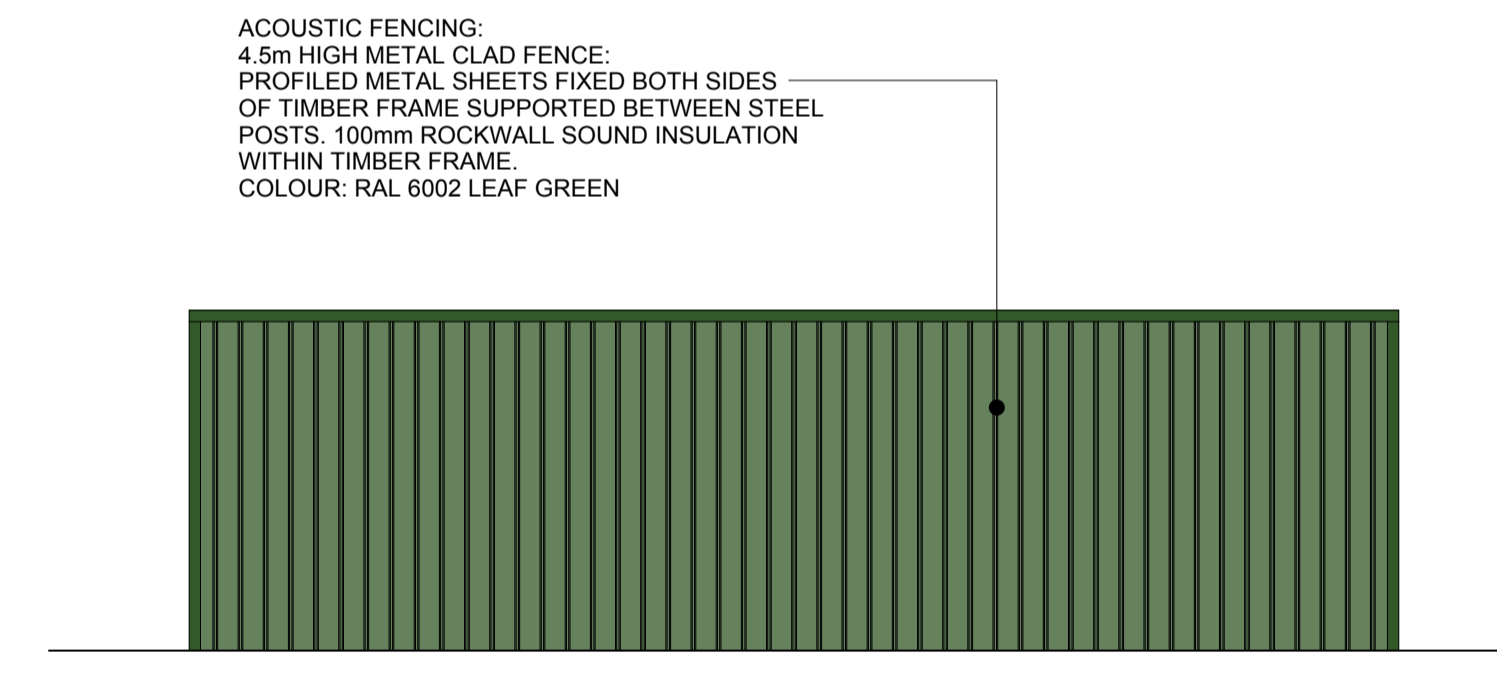 ACOUSTIC FENCING:
4.5m HIGH METAL CLAD FENCE:
PROFILED METAL SHEETS FIXED BOTH SIDES
OF TIMBER FRAME SUPPORTED BETWEEN STEEL
POSTS. 100mm ROCKWALL SOUND INSULATION
WITHIN TIMBER FRAME.
COLOUR: RAL 6002 LEAF GREEN